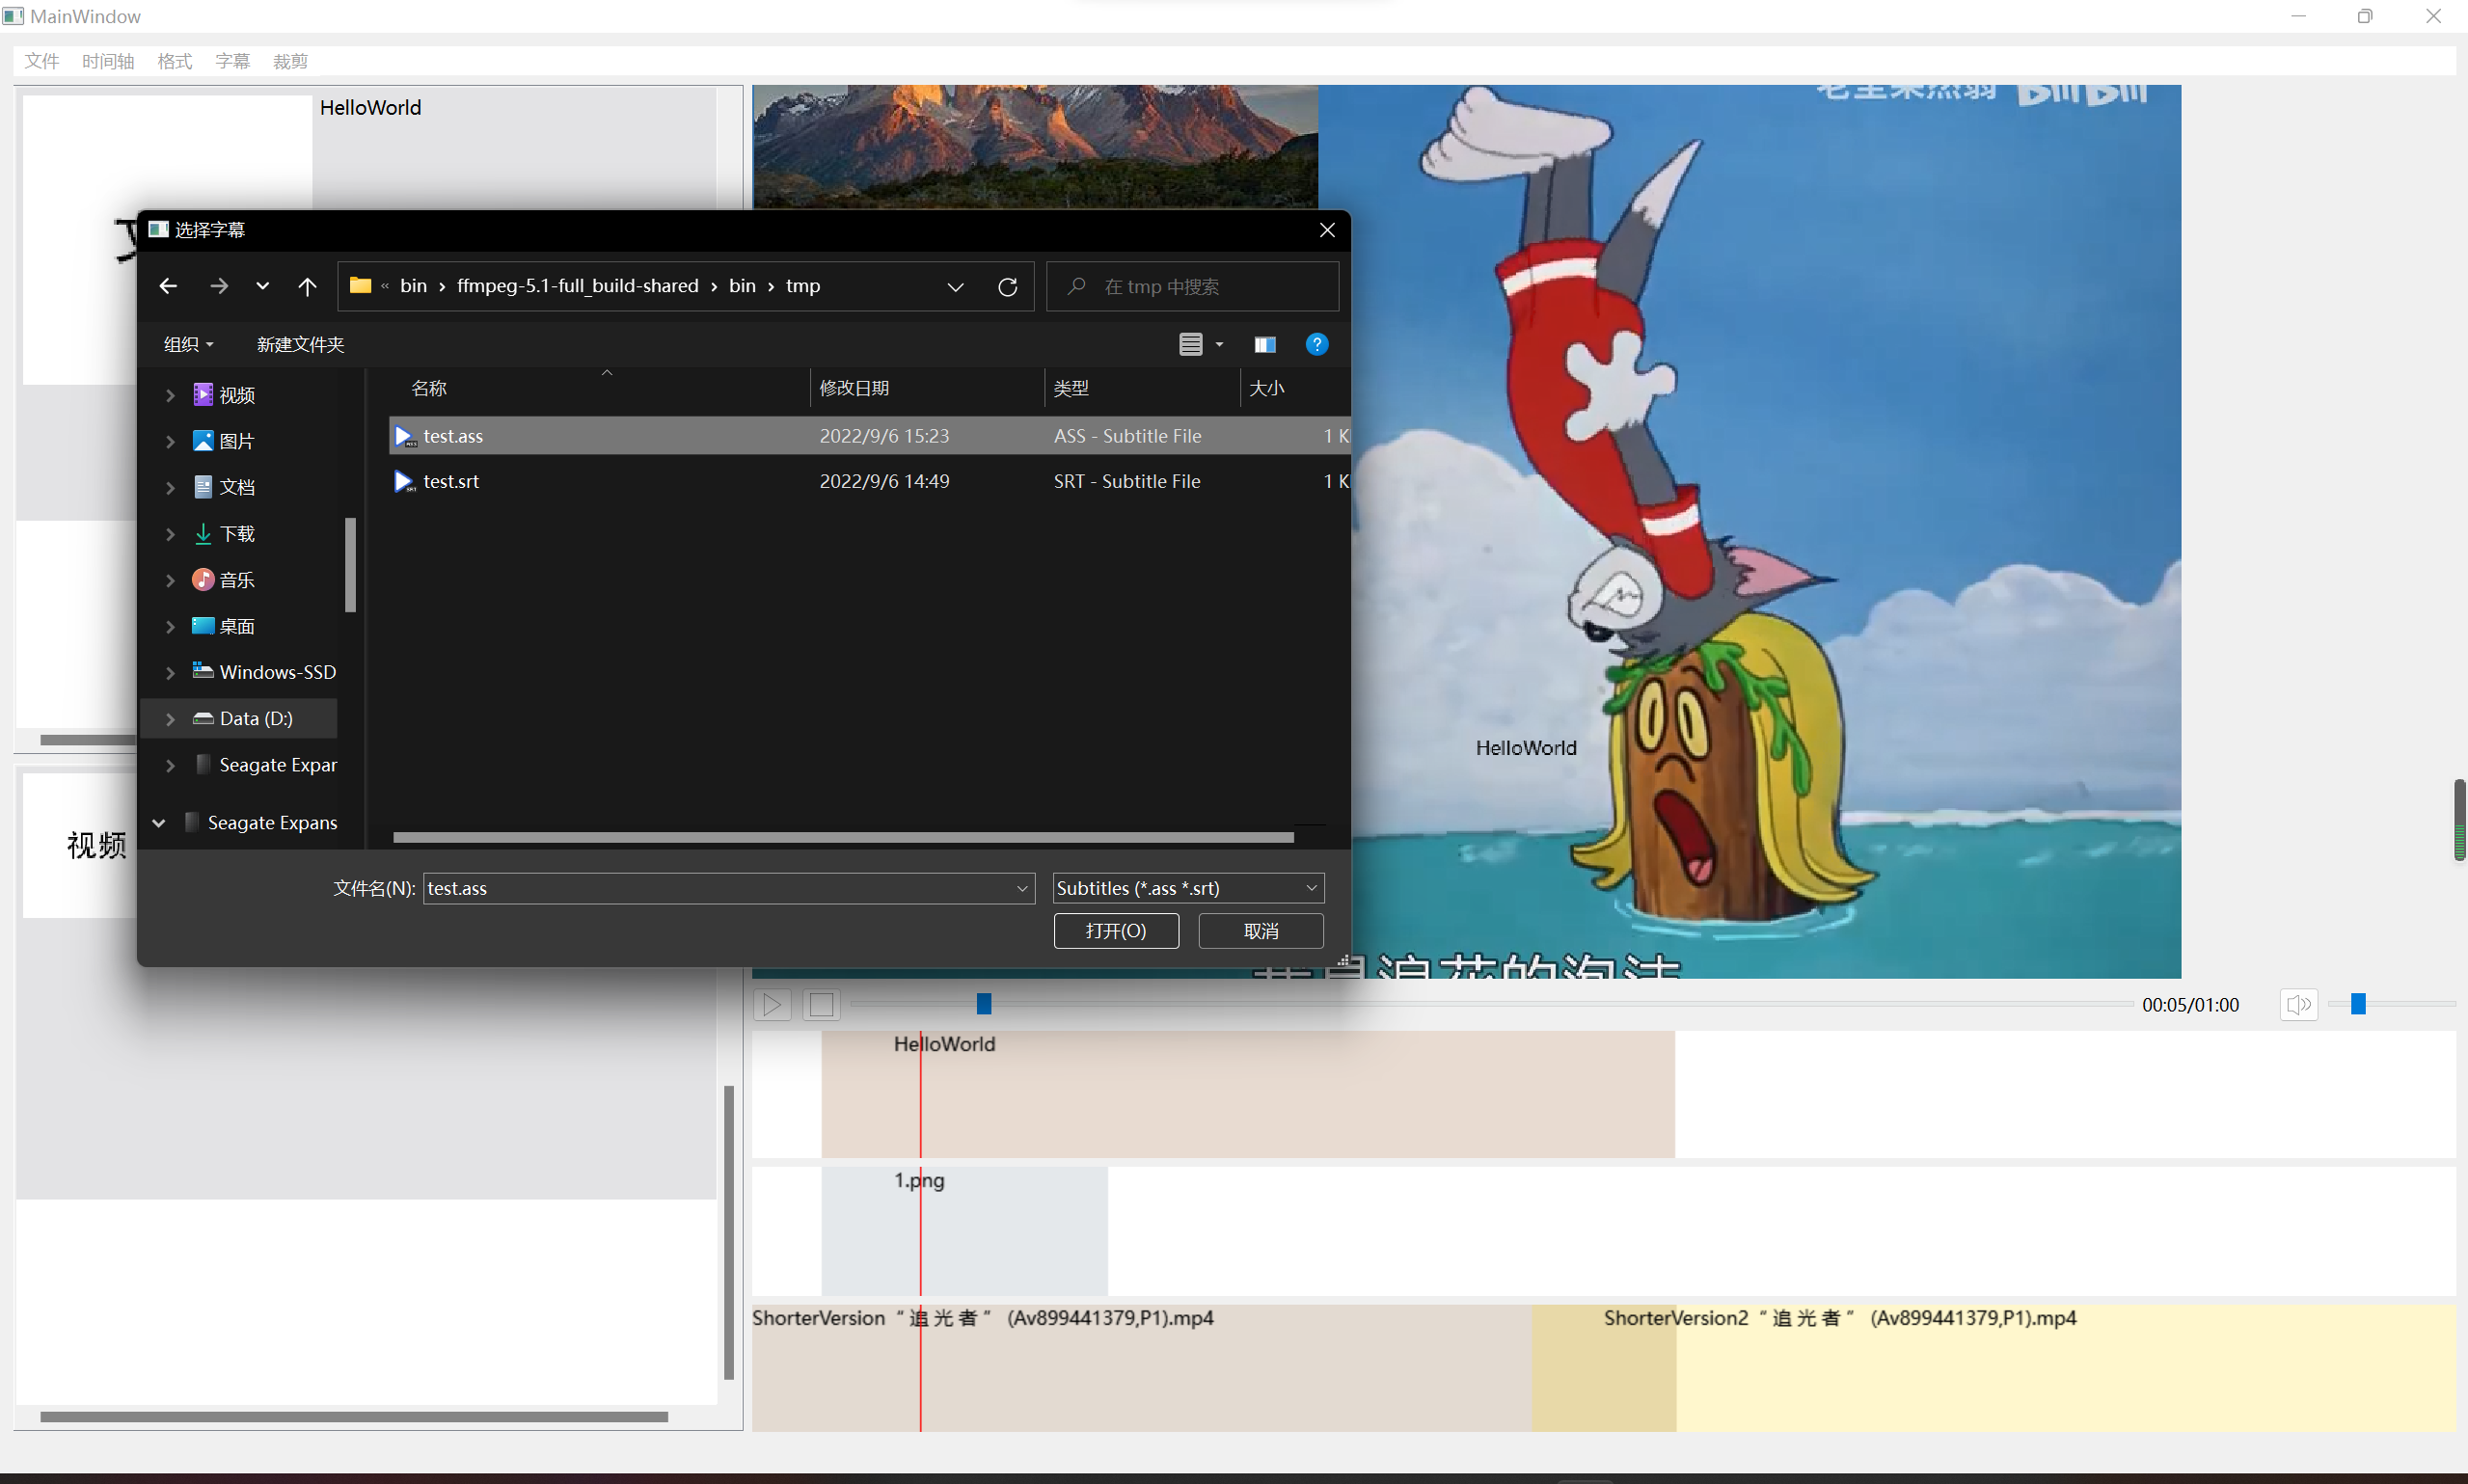 MainWindow
文件 时间轴 格式 字幕 裁剪
HelloWorld
选择字幕
« bin › ffmpeg-5.1-full_build-shared › bin › tmp
在 tmp 中搜索
组织 新建文件夹
名称 修改日期 类型 大小
test.ass 2022/9/6 15:23 ASS - Subtitle File 1 K
test.srt 2022/9/6 14:49 SRT - Subtitle File 1 K
视频
图片
文档
下载
音乐
桌面
Windows-SSD
Data (D:)
Seagate Expar
Seagate Expans
文件名(N): test.ass Subtitles (*.ass *.srt)
打开(O) 取消
视频
HelloWorld
00:05/01:00
HelloWorld
1.png
ShorterVersion “追光者” (Av899441379,P1).mp4
ShorterVersion2 “追光者” (Av899441379,P1).mp4